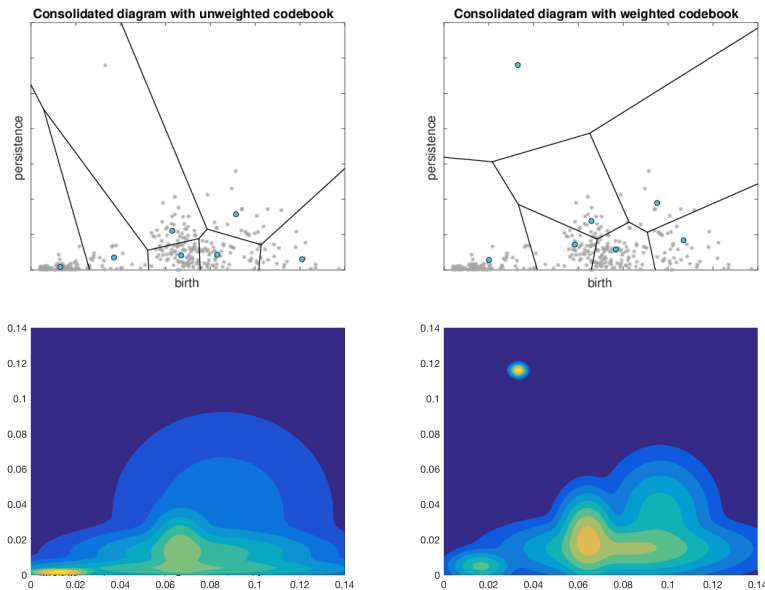 Consolidated diagram with unweighted codebook
Consolidated diagram with weighted codebook
persistence
birth
persistence
birth
0.14
0.12
0.1
0.08
0.06
0.04
0.02
0
0 0.02 0.04 0.06 0.08 0.1 0.12 0.14
0.14
0.12
0.1
0.08
0.06
0.04
0.02
0
0 0.02 0.04 0.06 0.08 0.1 0.12 0.14